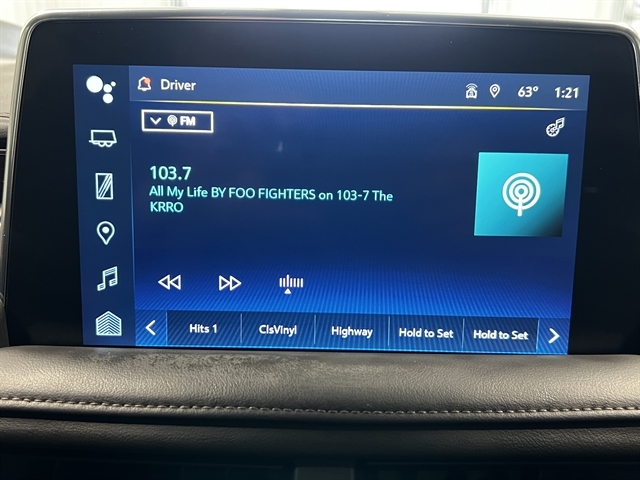 Driver
63° 1:21
FM
103.7
All My Life BY FOO FIGHTERS on 103-7 The
KRRO
Hits 1 ClsVinyl Highway Hold to Set Hold to Set